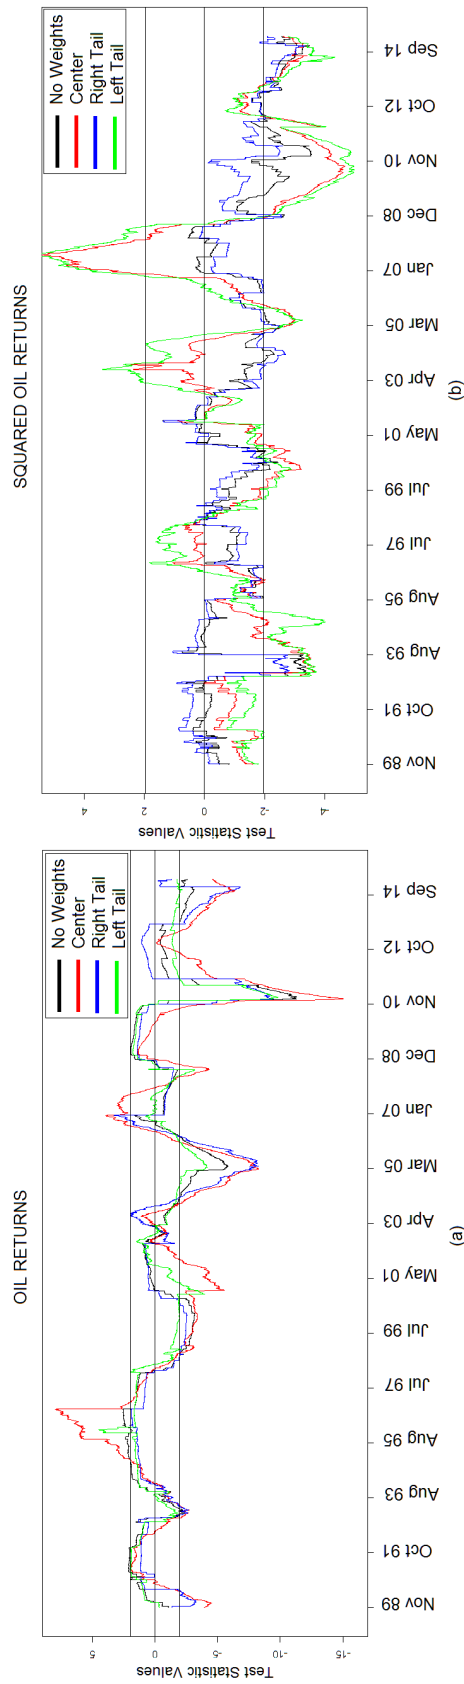 OIL RETURNS
No Weights
Center
Right Tail
Left Tail
Test Statistic Values
5
0
-5
-10
-15
Nov 89
Oct 91
Aug 93
Aug 95
Jul 97
Jul 99
May 01
Apr 03
Mar 05
Jan 07
Dec 08
Nov 10
Oct 12
Sep 14
(a)
SQUARED OIL RETURNS
No Weights
Center
Right Tail
Left Tail
Test Statistic Values
4
2
0
-2
-4
Nov 89
Oct 91
Aug 93
Aug 95
Jul 97
Jul 99
May 01
Apr 03
Mar 05
Jan 07
Dec 08
Nov 10
Oct 12
Sep 14
(b)